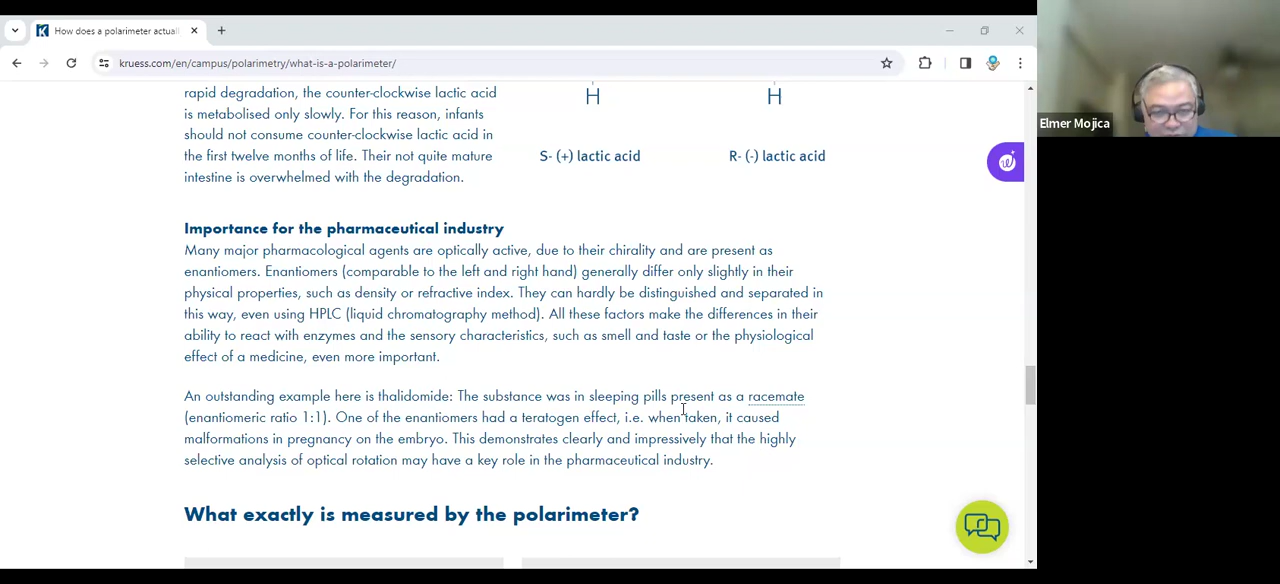 How does a polarimeter actuall
kruess.com/en/campus/polarimetry/what-is-a-polarimeter/
rapid degradation, the counter-clockwise lactic acid
is metabolised only slowly. For this reason, infants
should not consume counter-clockwise lactic acid in
the first twelve months of life. Their not quite mature
intestine is overwhelmed with the degradation.
H
H
S- (+) lactic acid
R- (-) lactic acid
Importance for the pharmaceutical industry
Many major pharmacological agents are optically active, due to their chirality and are present as
enantiomers. Enantiomers (comparable to the left and right hand) generally differ only slightly in their
physical properties, such as density or refractive index. They can hardly be distinguished and separated in
this way, even using HPLC (liquid chromatography method). All these factors make the differences in their
ability to react with enzymes and the sensory characteristics, such as smell and taste or the physiological
effect of a medicine, even more important.
An outstanding example here is thalidomide: The substance was in sleeping pills present as a racemate
(enantiomeric ratio 1:1). One of the enantiomers had a teratogen effect, i.e. when taken, it caused
malformations in pregnancy on the embryo. This demonstrates clearly and impressively that the highly
selective analysis of optical rotation may have a key role in the pharmaceutical industry.
What exactly is measured by the polarimeter?
Elmer Mojica